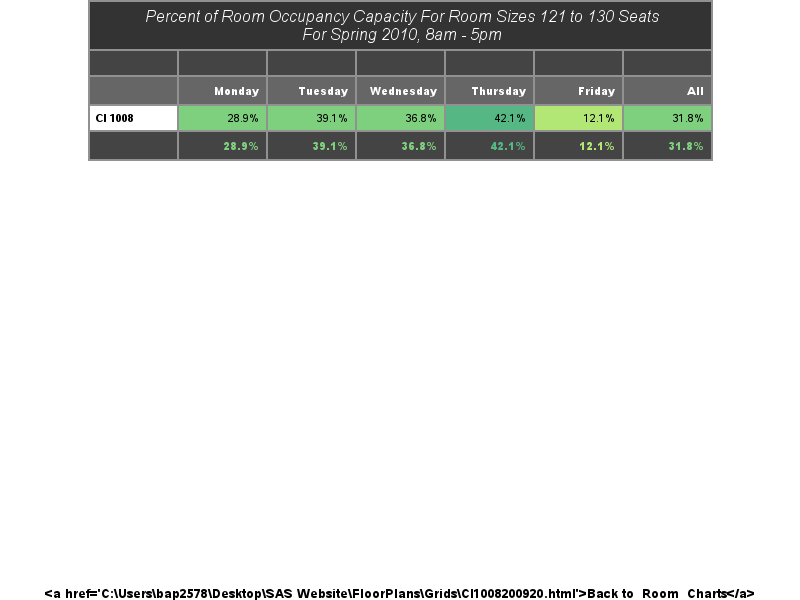 Percent of Room Occupancy Capacity For Room Sizes 121 to 130 Seats
For Spring 2010, 8am - 5pm
Monday Tuesday Wednesday Thursday Friday All
CI 1008 28.9% 39.1% 36.8% 42.1% 12.1% 31.8%
28.9% 39.1% 36.8% 42.1% 12.1% 31.8%
<a href='C:\Users\bap2578\Desktop\SAS Website\FloorPlans\Grids\CI1008200920.html'>Back to Room Charts</a>